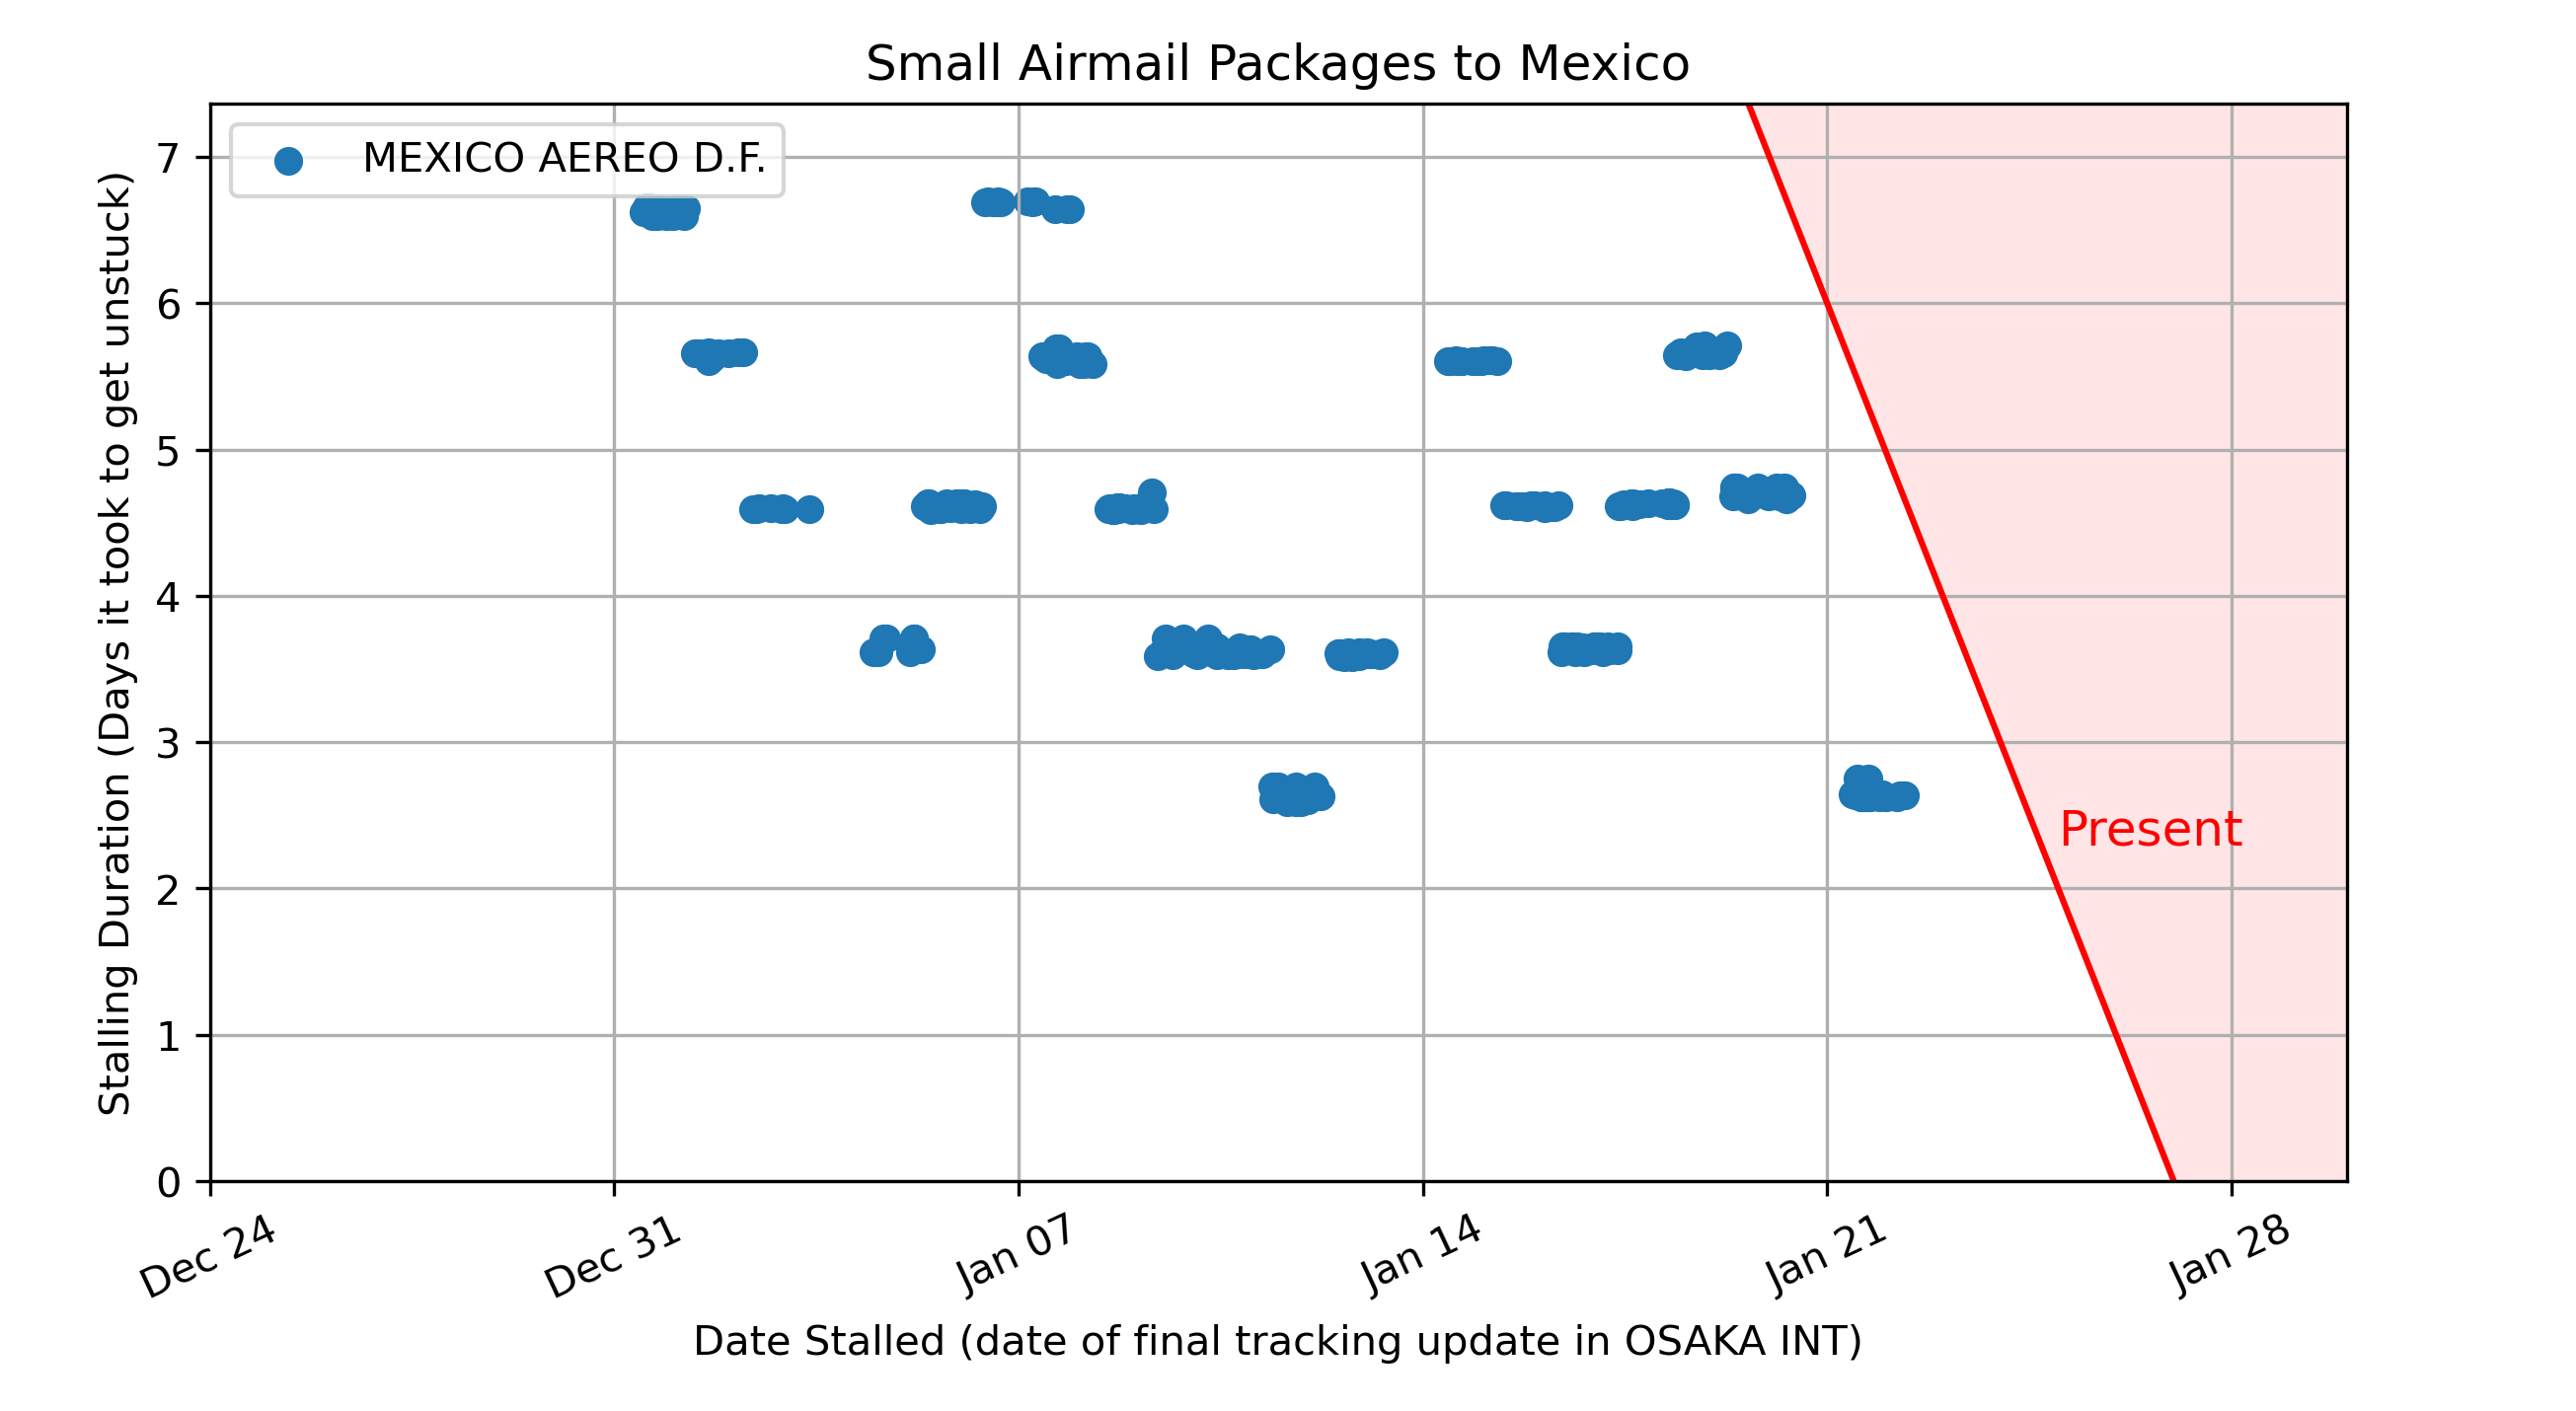 Small Airmail Packages to Mexico
MEXICO AEREO D.F.
Stalling Duration (Days it took to get unstuck)
7
6
5
4
3
2
1
0
Present
Dec 24
Dec 31
Jan 07
Jan 14
Jan 21
Jan 28
Date Stalled (date of final tracking update in OSAKA INT)